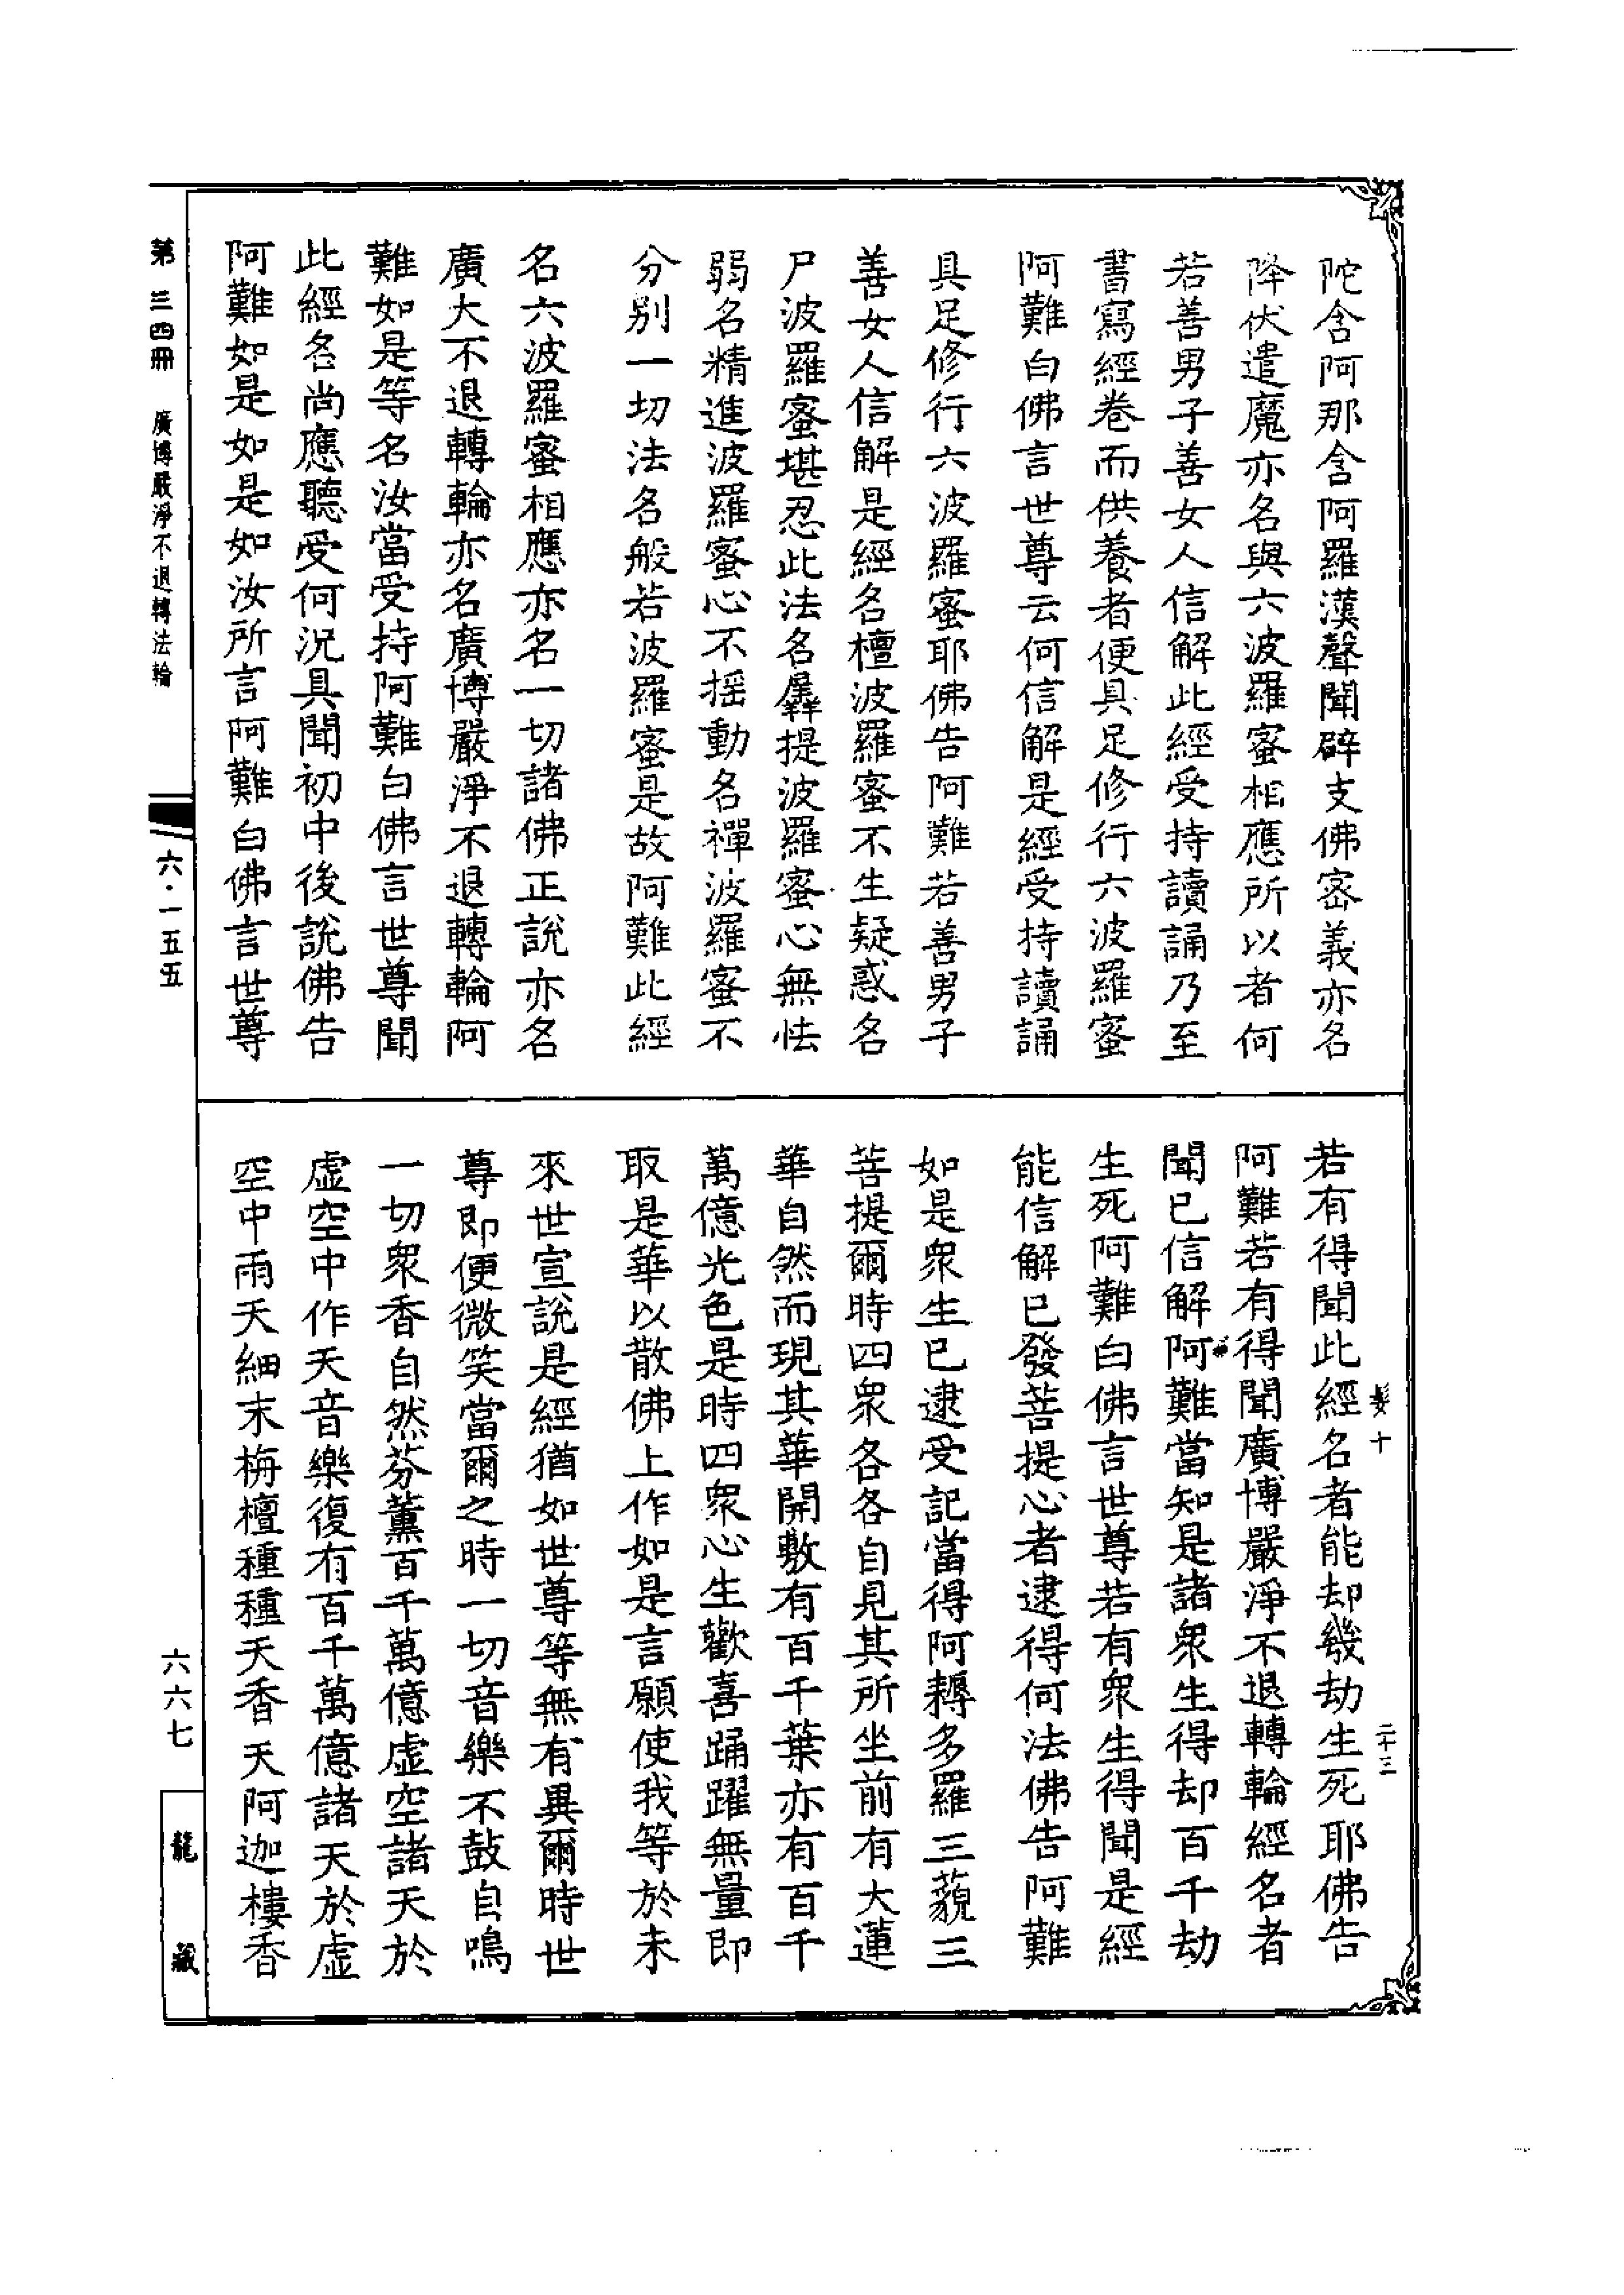 陀含阿那含阿羅漢聲聞辟支佛密義亦名
降伏遣魔亦名與六波羅蜜相應所以者何
若善男子善女人信解此經受持讀誦乃至
書寫經卷而供養者便具足修行六波羅蜜
阿難白佛言世尊云何信解是經受持讀誦
具足修行六波羅蜜耶佛告阿難若善男子
善女人信解是經名檀波羅蜜不生疑惑名
尸波羅蜜堪忍此法名羼提波羅蜜心無怯
弱名精進波羅蜜心不搖動名禪波羅蜜不
分別一切法名般若波羅蜜是故阿難此經
名六波羅蜜相應亦名一切諸佛正說亦名
廣大不退轉輪亦名廣博嚴淨不退轉輪阿
難如是等名汝當受持阿難白佛言世尊聞
此經名尚應聽受何況具聞初中後說佛告
阿難如是如是如汝所言阿難白佛言世尊
髮十
二十三
若有得聞此經名者能却幾劫生死耶佛告
阿難若有得聞廣博嚴淨不退轉輪經名者
聞已信解阿難當知是諸衆生得却百千劫
生死阿難白佛言世尊若有衆生得聞是經
能信解已發菩提心者逮得何法佛告阿難
如是衆生已逮受記當得阿耨多羅三藐三
菩提爾時四衆各各自見其所坐前有大蓮
華自然而現其華開敷有百千葉亦有百千
萬億光色是時四衆心生歡喜踊躍無量即
取是華以散佛上作如是言願使我等於未
來世宣說是經猶如世尊等無有異爾時世
尊即便微笑當爾之時一切音樂不鼓自鳴
一切衆香自然芬薰百千萬億虛空諸天於
虛空中作天音樂復有百千萬億諸天於虛
空中雨天細末栴檀種種天香天阿迦樓香
第三四冊　廣博嚴淨不退轉法輪
六·一五五
六六七
龍藏